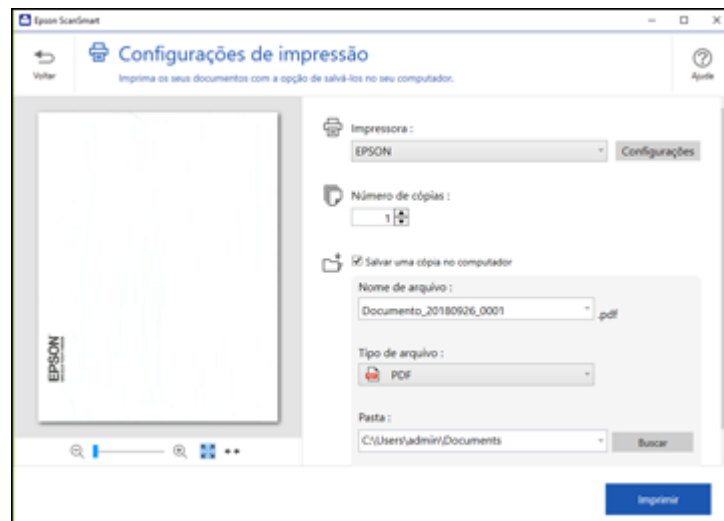 Epson ScanSmart
Voltar
Configurações de impressão
Imprima os seus documentos com a opção de salvá-los no seu computador.
Ajuda
Impressora :
EPSON
Configurações
Número de cópias :
1
Salvar uma cópia no computador
Nome de arquivo :
Documento_20180926_0001
.pdf
Tipo de arquivo :
PDF
Pasta :
C:\Users\admin\Documents
Buscar
EPSON
Imprimir